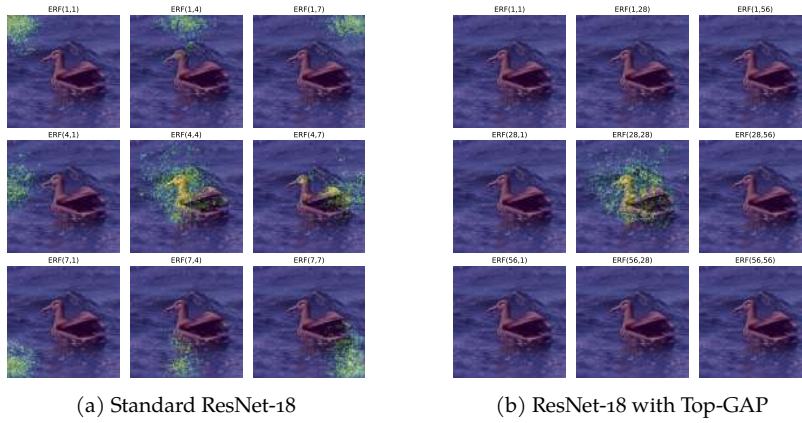 ERF(1,1) ERF(1,4) ERF(1,7) ERF(1,1) ERF(1,28) ERF(1,56)
ERF(4,1) ERF(4,4) ERF(4,7) ERF(28,1) ERF(28,28) ERF(28,56)
ERF(7,1) ERF(7,4) ERF(7,7) ERF(56,1) ERF(56,28) ERF(56,56)
(a) Standard ResNet-18 (b) ResNet-18 with Top-GAP